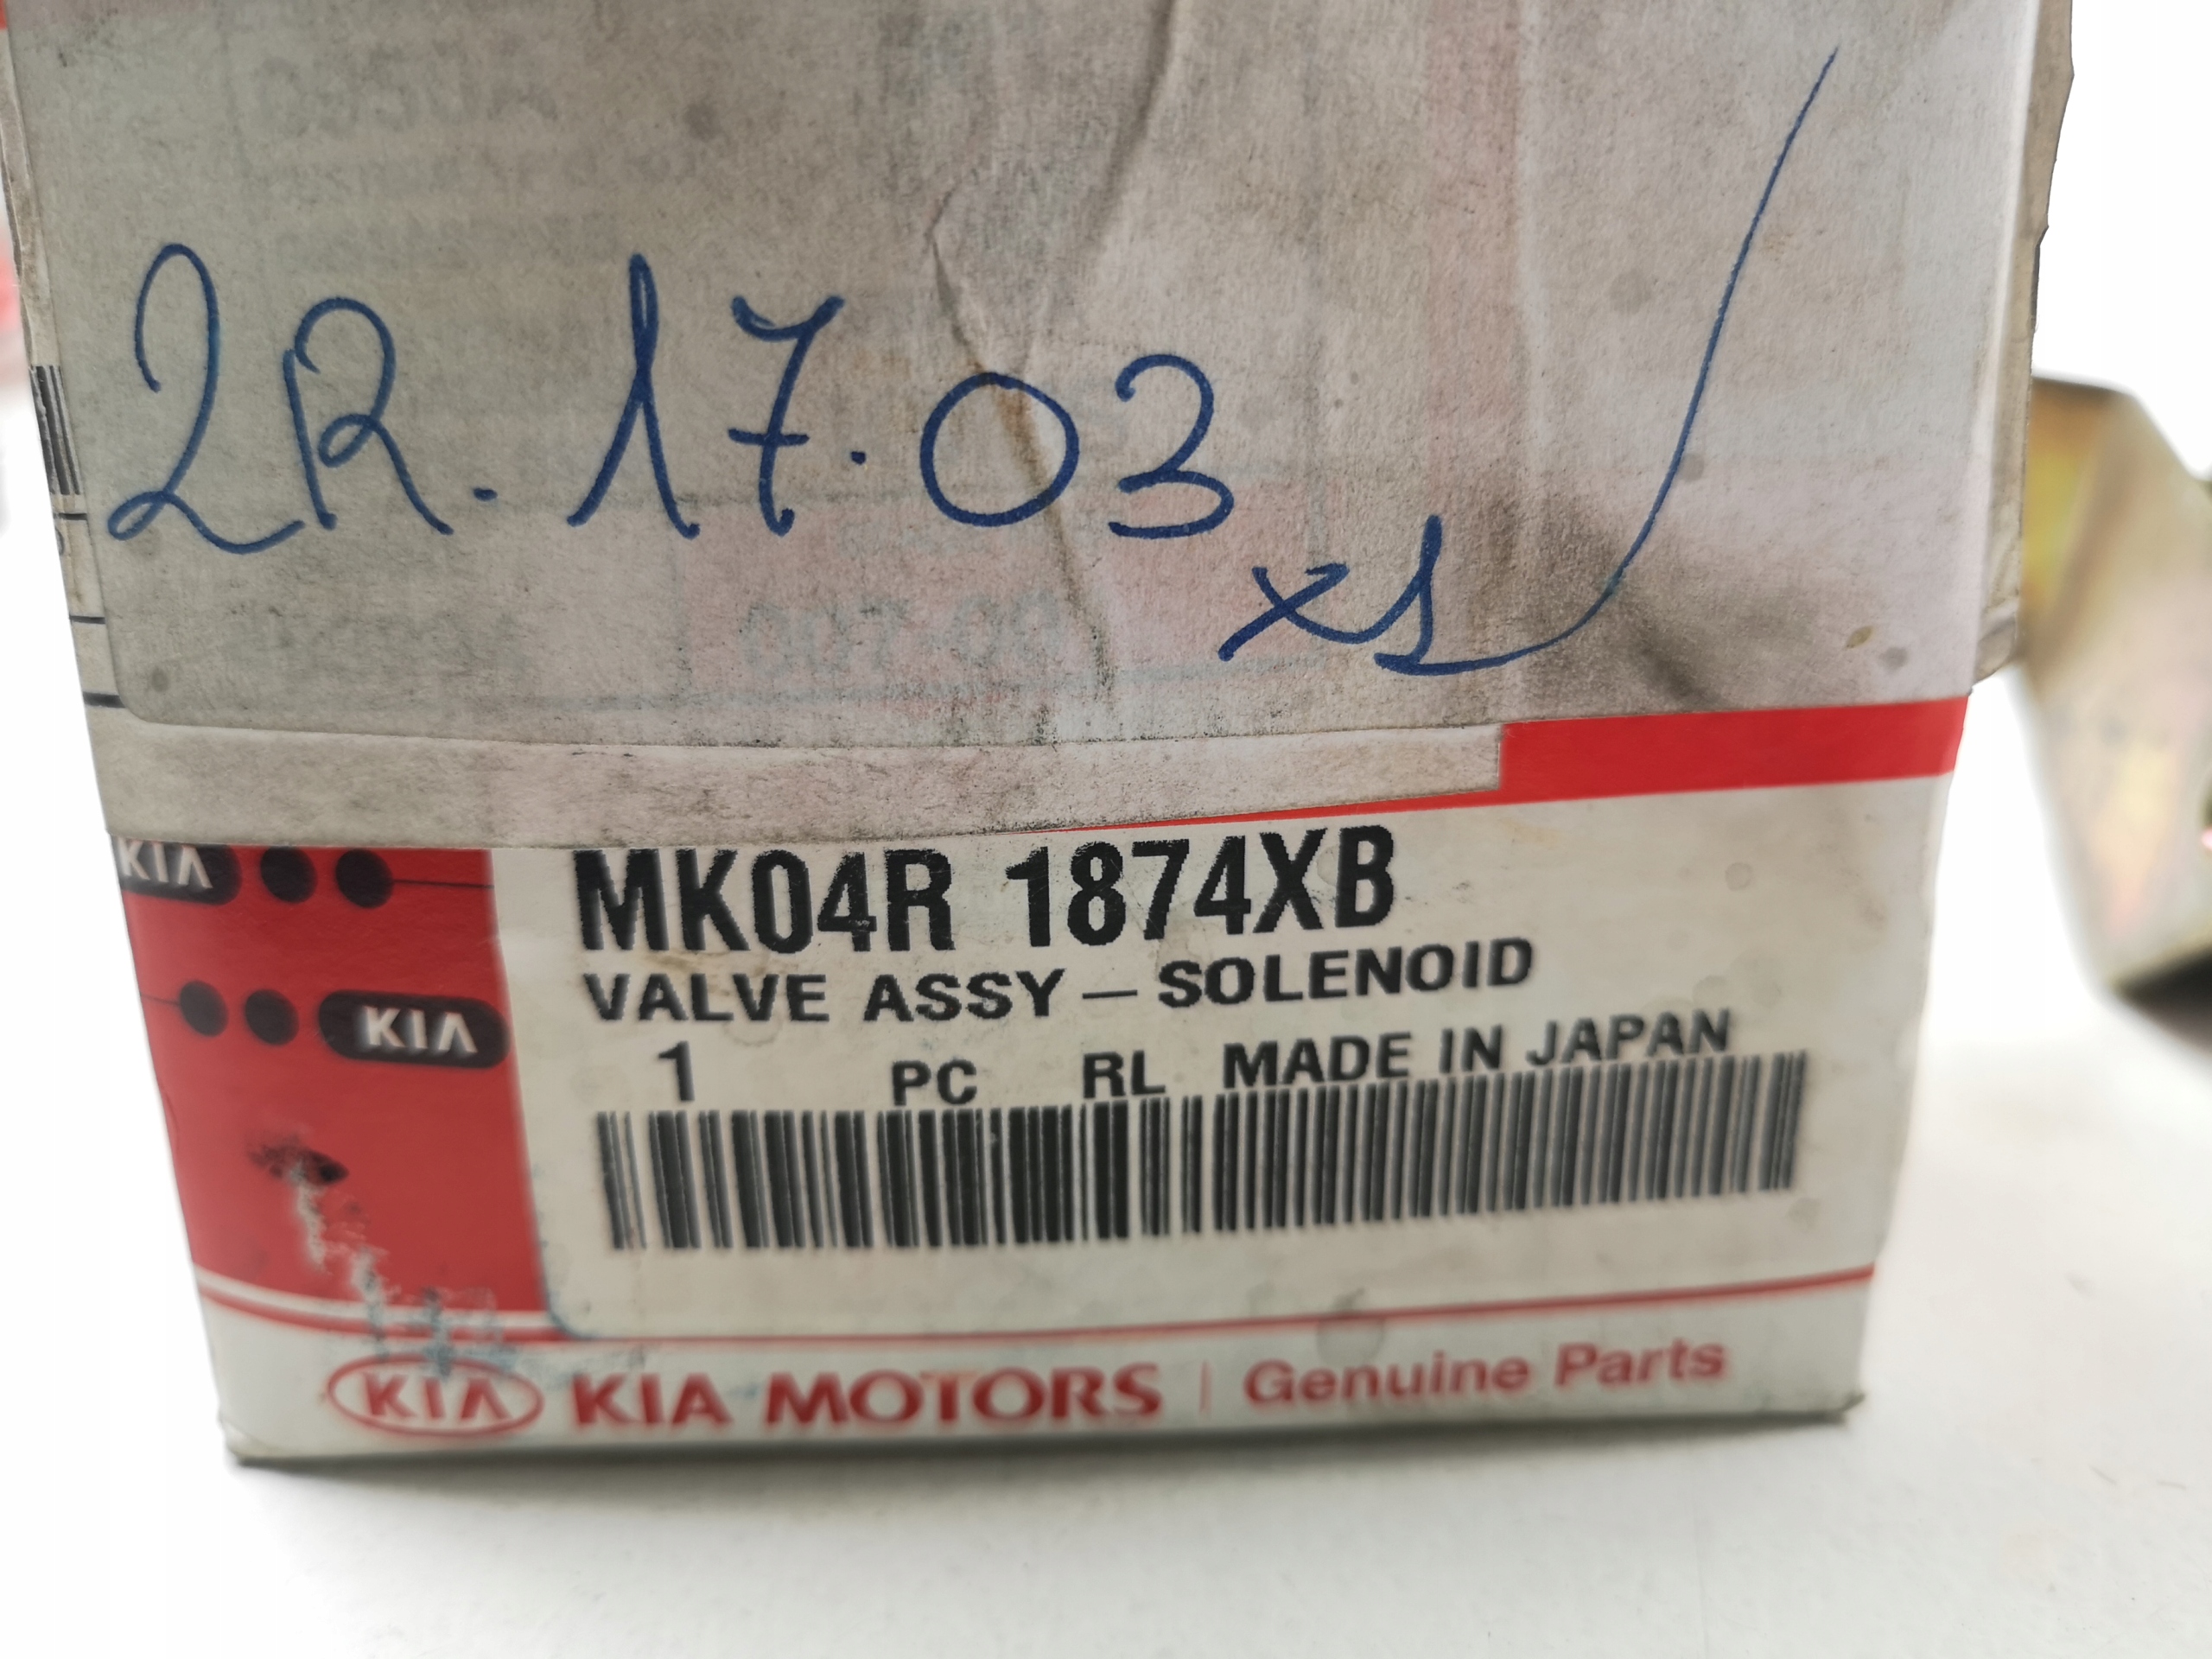 2R.17.03
x1
KIA
MK04R 1874XB
VALVE ASSY – SOLENOID
KIA
1 PC RL MADE IN JAPAN
KIA KIA MOTORS | Genuine Parts